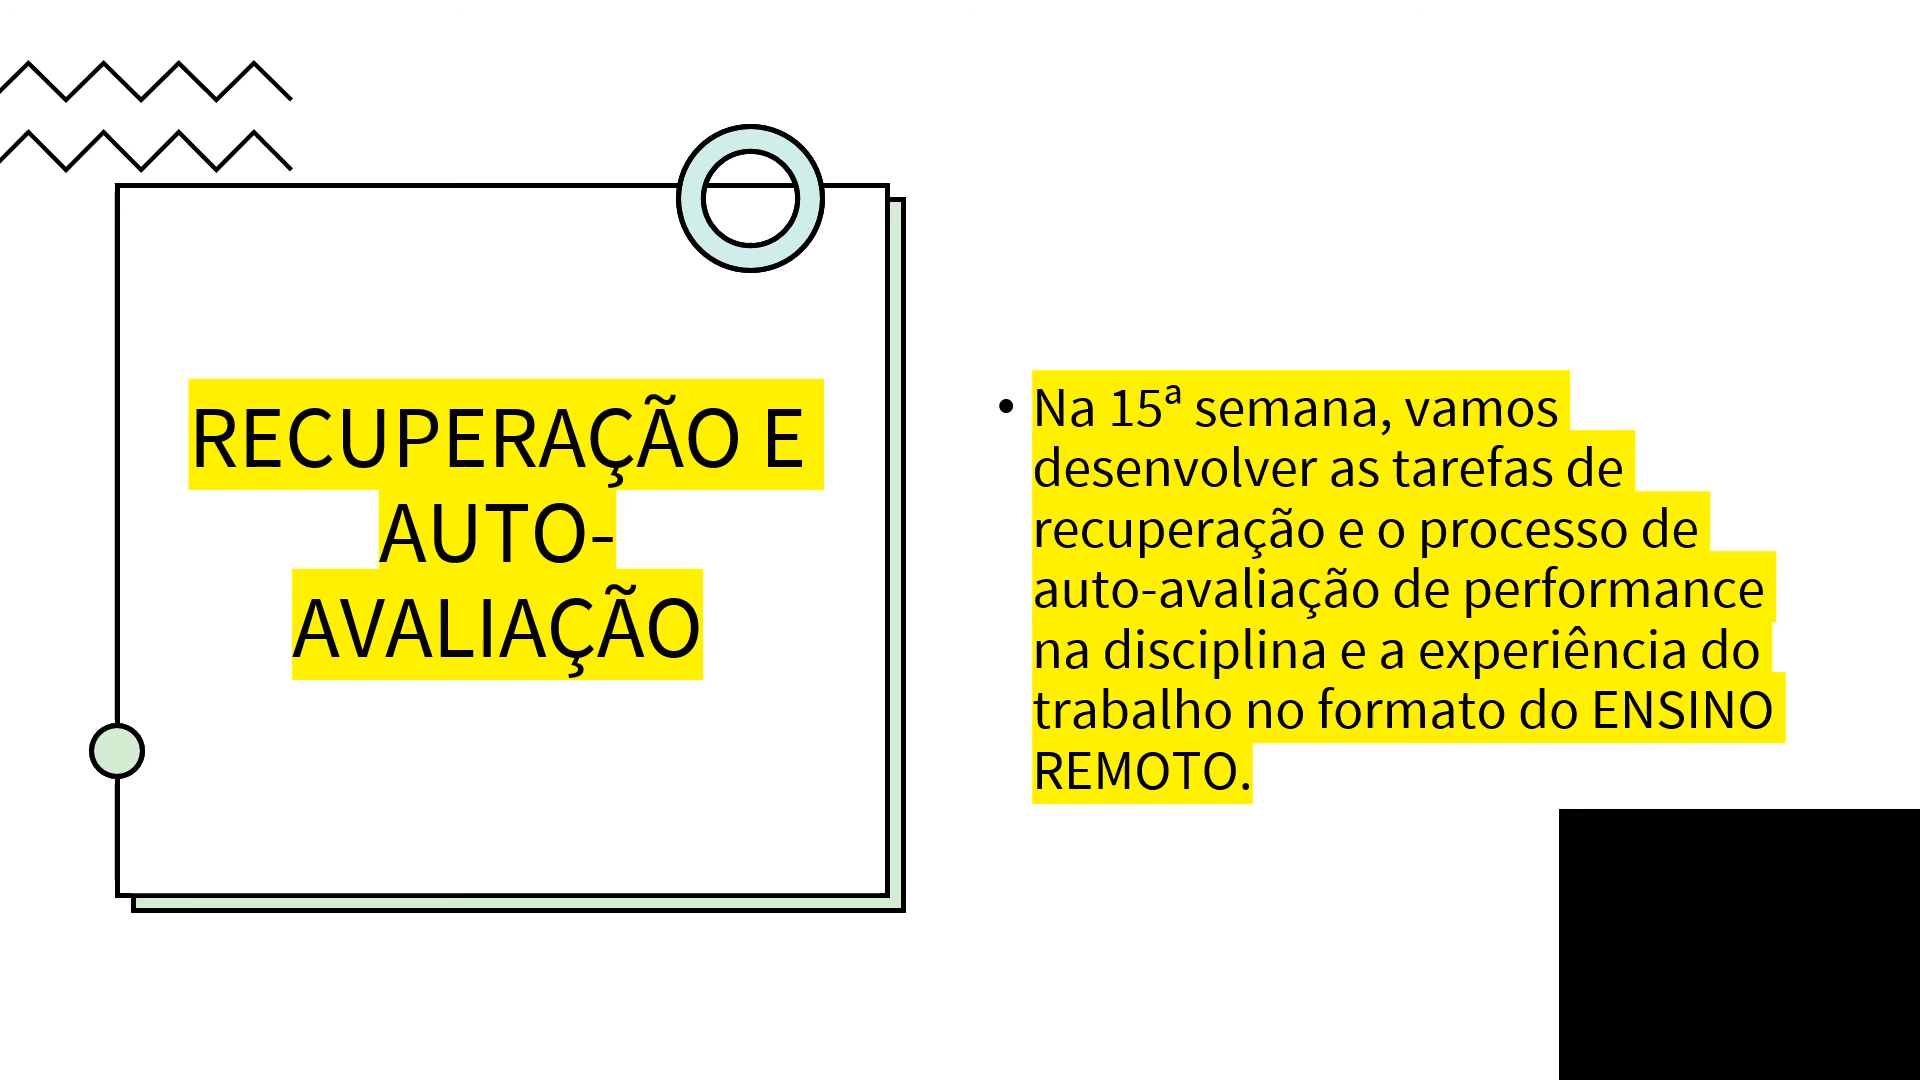 RECUPERAÇÃO E
AUTO-
AVALIAÇÃO
• Na 15ª semana, vamos
desenvolver as tarefas de
recuperação e o processo de
auto-avaliação de performance
na disciplina e a experiência do
trabalho no formato do ENSINO
REMOTO.